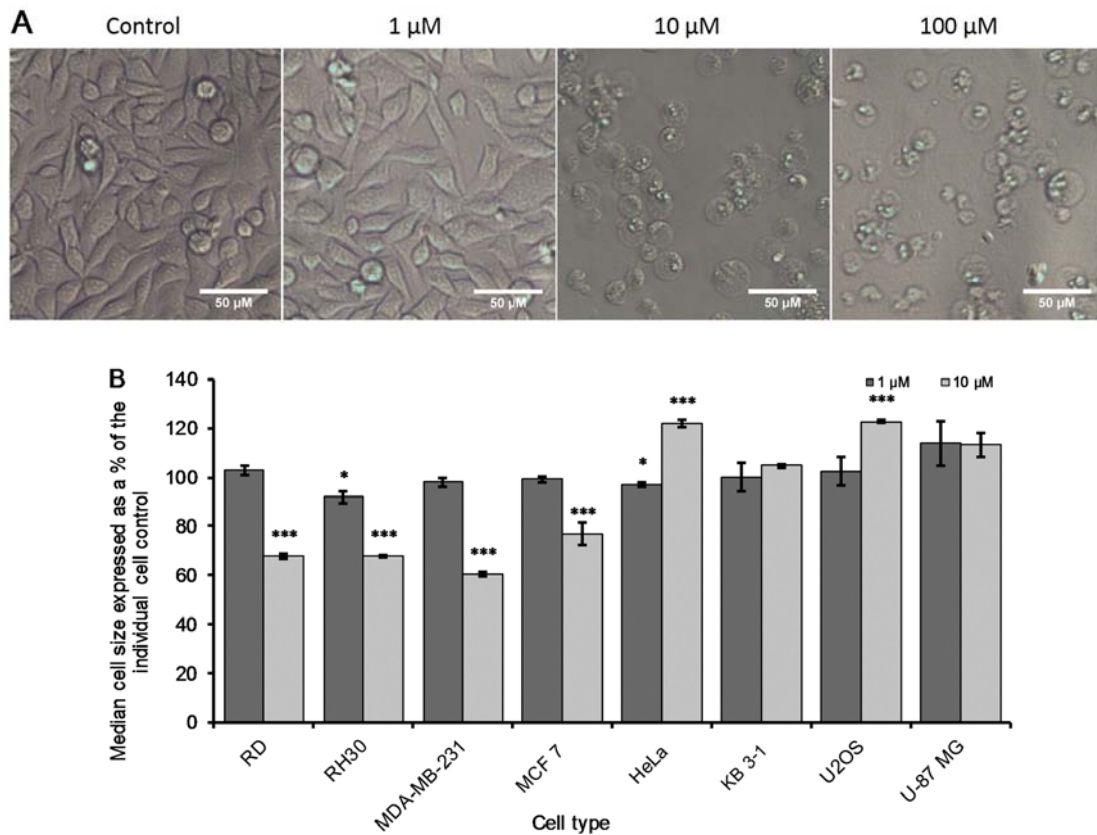 A Control 1 µM 10 µM 100 µM
50 µM 50 µM 50 µM 50 µM
B
1 µM 10 µM
140
120
100
80
60
40
20
0
Median cell size expressed as a % of the
individual cell control
***
*
***
***
***
*
***
***
RD RH30 MDA-MB-231 MCF 7 HeLa KB 3-1 U2OS U-87 MG
Cell type